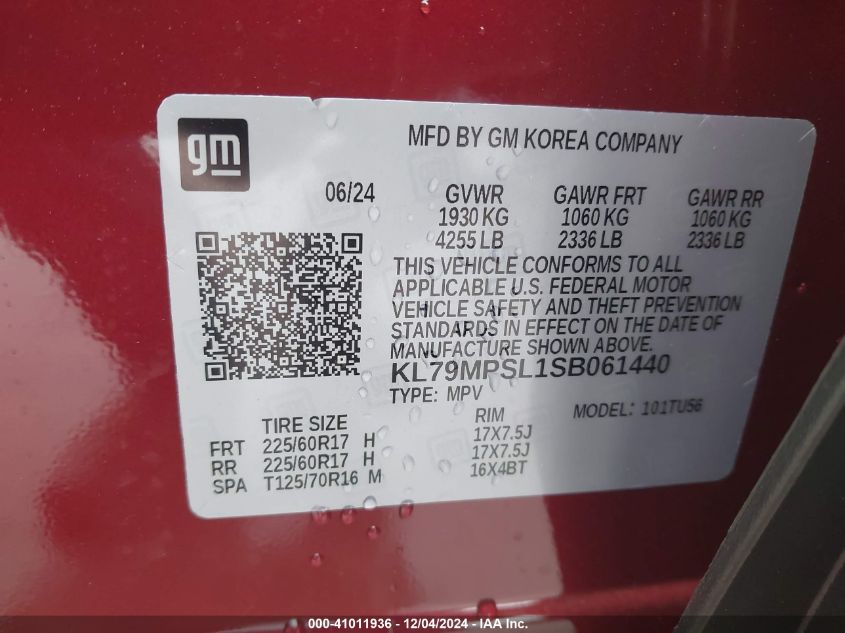 gm
MFD BY GM KOREA COMPANY
06/24 GVWR GAWR FRT GAWR RR
1930 KG 1060 KG 1060 KG
4255 LB 2336 LB 2336 LB
THIS VEHICLE CONFORMS TO ALL
APPLICABLE U.S. FEDERAL MOTOR
VEHICLE SAFETY AND THEFT PREVENTION
STANDARDS IN EFFECT ON THE DATE OF
MANUFACTURE SHOWN ABOVE.
KL79MPSL1SB061440
TYPE: MPV
MODEL: 101TU56
TIRE SIZE RIM
FRT 225/60R17 H 17X7.5J
RR 225/60R17 H 17X7.5J
SPA T125/70R16 M 16X4BT
000-41011936 - 12/04/2024 - IAA Inc.